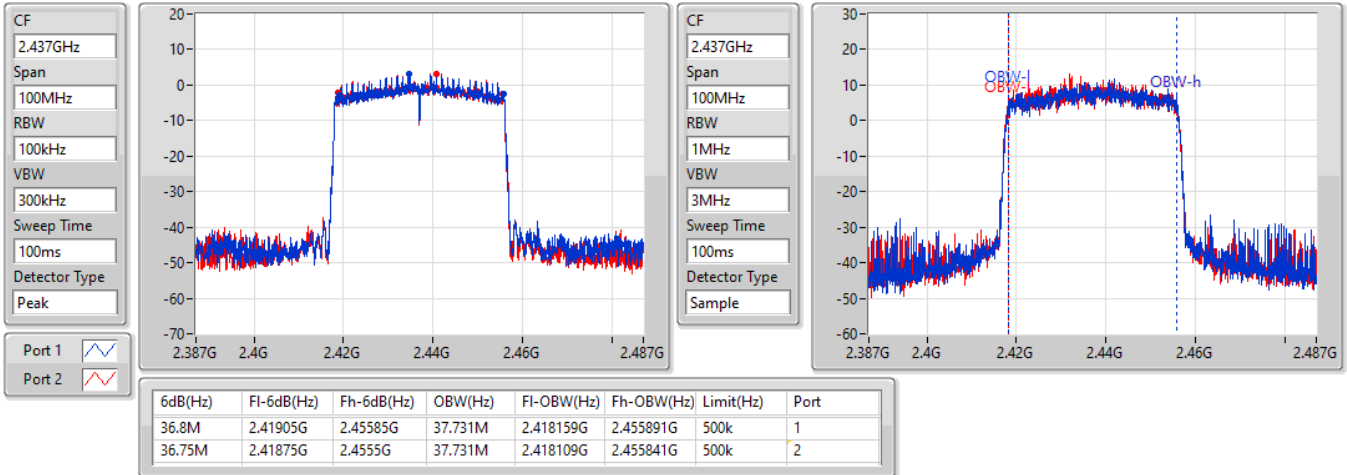 CF
2.437GHz
Span
100MHz
RBW
100kHz
VBW
300kHz
Sweep Time
100ms
Detector Type
Peak
20-
10-
0-
-10-
-20-
-30-
-40-
-50-
-60-
-70-
2.387G 2.4G 2.42G 2.44G 2.46G 2.487G
CF
2.437GHz
Span
100MHz
RBW
1MHz
VBW
3MHz
Sweep Time
100ms
Detector Type
Sample
30-
20-
10-
0-
-10-
-20-
-30-
-40-
-50-
-60-
OBW-l
OBW-l
OBW-h
2.387G 2.4G 2.42G 2.44G 2.46G 2.487G
Port 1
Port 2
6dB(Hz) Fl-6dB(Hz) Fh-6dB(Hz) OBW(Hz) Fl-OBW(Hz) Fh-OBW(Hz) Limit(Hz) Port
36.8M 2.41905G 2.45585G 37.731M 2.418159G 2.455891G 500k 1
36.75M 2.41875G 2.4555G 37.731M 2.418109G 2.455841G 500k 2